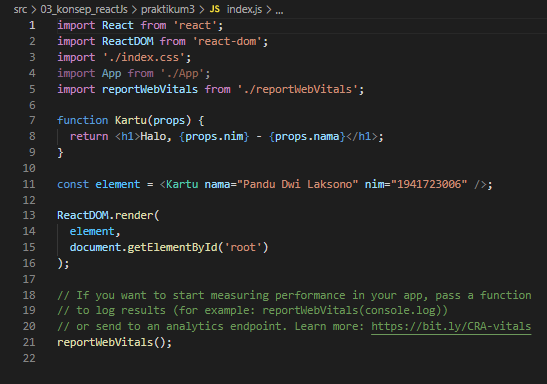 src > 03_konsep_reactJs > praktikum3 > JS index.js > ...
1 import React from 'react';
2 import ReactDOM from 'react-dom';
3 import './index.css';
4 import App from './App';
5 import reportWebVitals from './reportWebVitals';
6
7 function Kartu(props) {
8 return <h1>Halo, {props.nim} - {props.nama}</h1>;
9 }
10
11 const element = <Kartu nama="Pandu Dwi Laksono" nim="1941723006" />;
12
13 ReactDOM.render(
14 element,
15 document.getElementById('root')
16 );
17
18 // If you want to start measuring performance in your app, pass a function
19 // to log results (for example: reportWebVitals(console.log))
20 // or send to an analytics endpoint. Learn more: https://bit.ly/CRA-vitals
21 reportWebVitals();
22